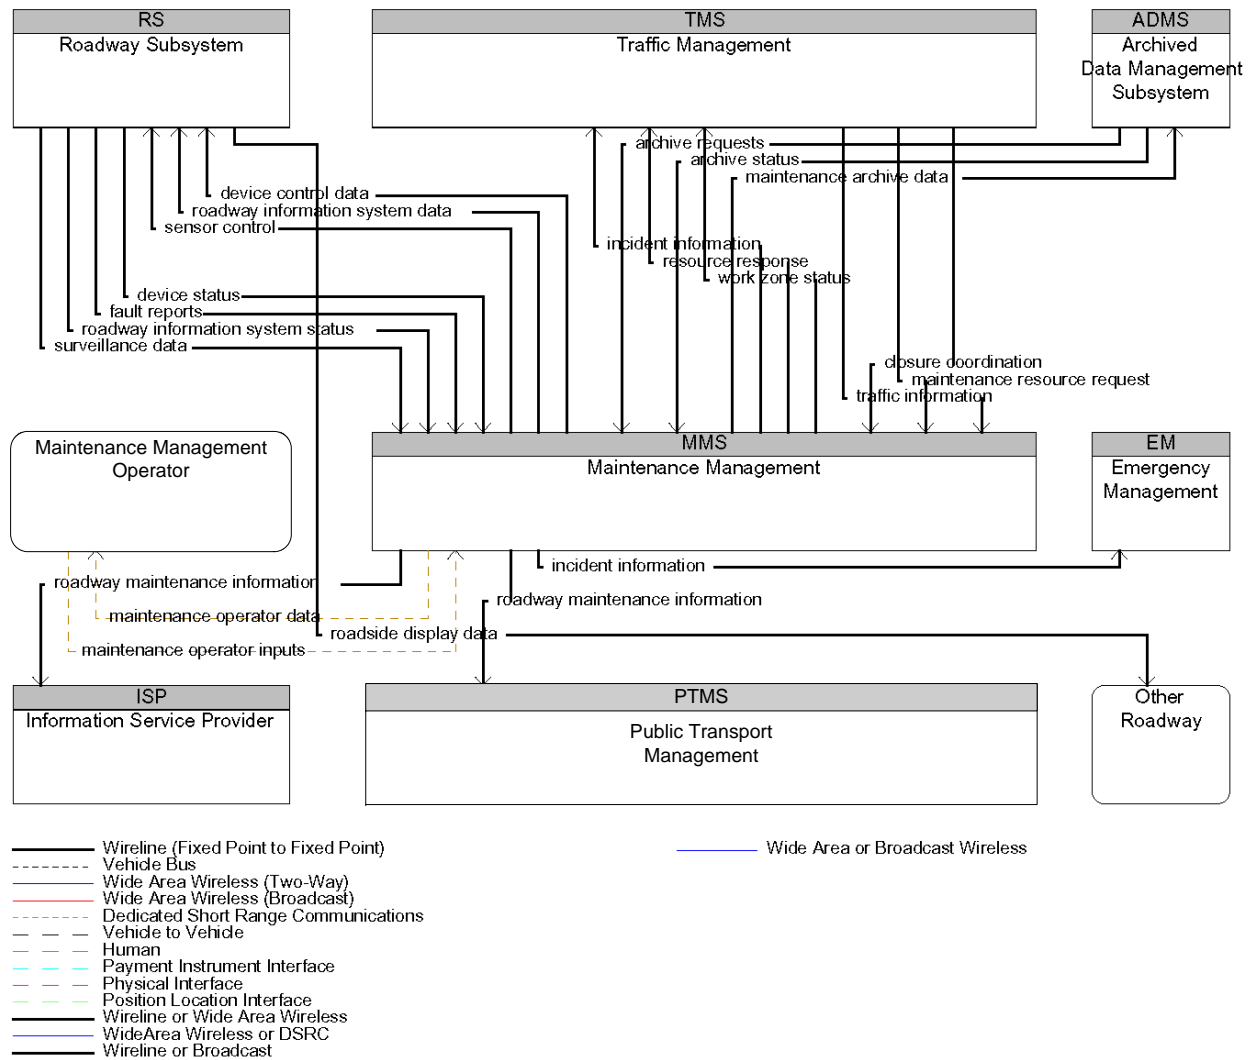 RS
Roadway Subsystem
TMS
Traffic Management
ADMS
Archived
Data Management
Subsystem
archive requests
archive status
maintenance archive data
device control data
roadway information system data
sensor control
incident information
resource response
work zone status
device status
fault reports
roadway information system status
surveillance data
closure coordination
maintenance resource request
traffic information
Maintenance Management
Operator
MMS
Maintenance Management
EM
Emergency
Management
incident information
roadway maintenance information
roadway maintenance information
maintenance operator data
roadside display data
maintenance operator inputs
ISP
Information Service Provider
PTMS
Public Transport
Management
Other
Roadway
Wireline (Fixed Point to Fixed Point)
Vehicle Bus
Wide Area Wireless (Two-Way)
Wide Area Wireless (Broadcast)
Dedicated Short Range Communications
Vehicle to Vehicle
Human
Payment Instrument Interface
Physical Interface
Position Location Interface
Wireline or Wide Area Wireless
WideArea Wireless or DSRC
Wireline or Broadcast
Wide Area or Broadcast Wireless